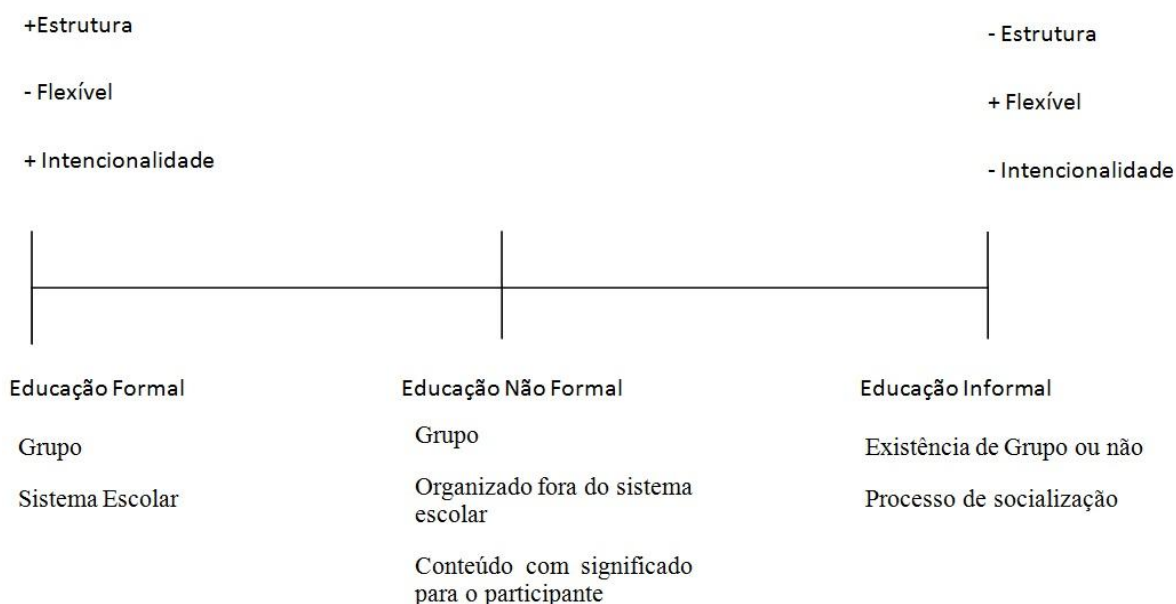 +Estrutura
- Flexível
+ Intencionalidade
- Estrutura
+ Flexível
- Intencionalidade
Educação Formal
Grupo
Sistema Escolar
Educação Não Formal
Grupo
Organizado fora do sistema
escolar
Conteúdo com significado
para o participante
Educação Informal
Existência de Grupo ou não
Processo de socialização